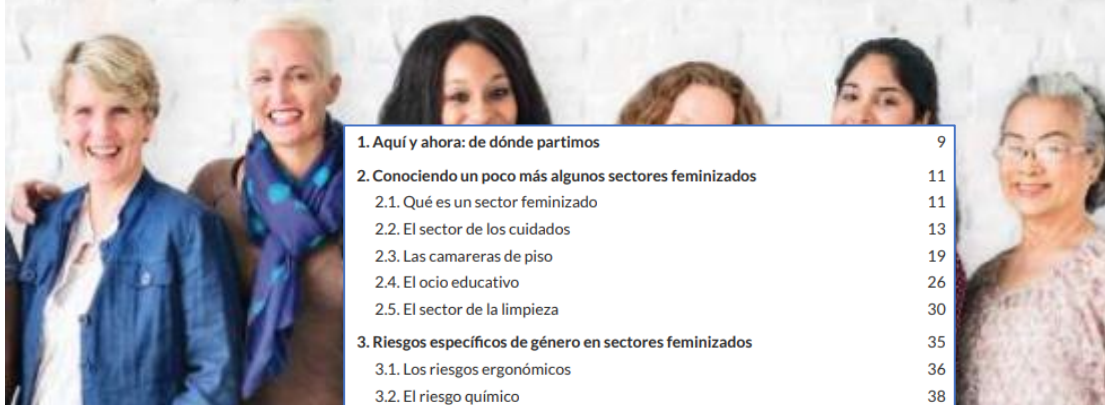 1. Aquí y ahora: de dónde partimos 9
2. Conociendo un poco más algunos sectores feminizados 11
2.1. Qué es un sector feminizado 11
2.2. El sector de los cuidados 13
2.3. Las camareras de piso 19
2.4. El ocio educativo 26
2.5. El sector de la limpieza 30
3. Riesgos específicos de género en sectores feminizados 35
3.1. Los riesgos ergonómicos 36
3.2. El riesgo químico 38